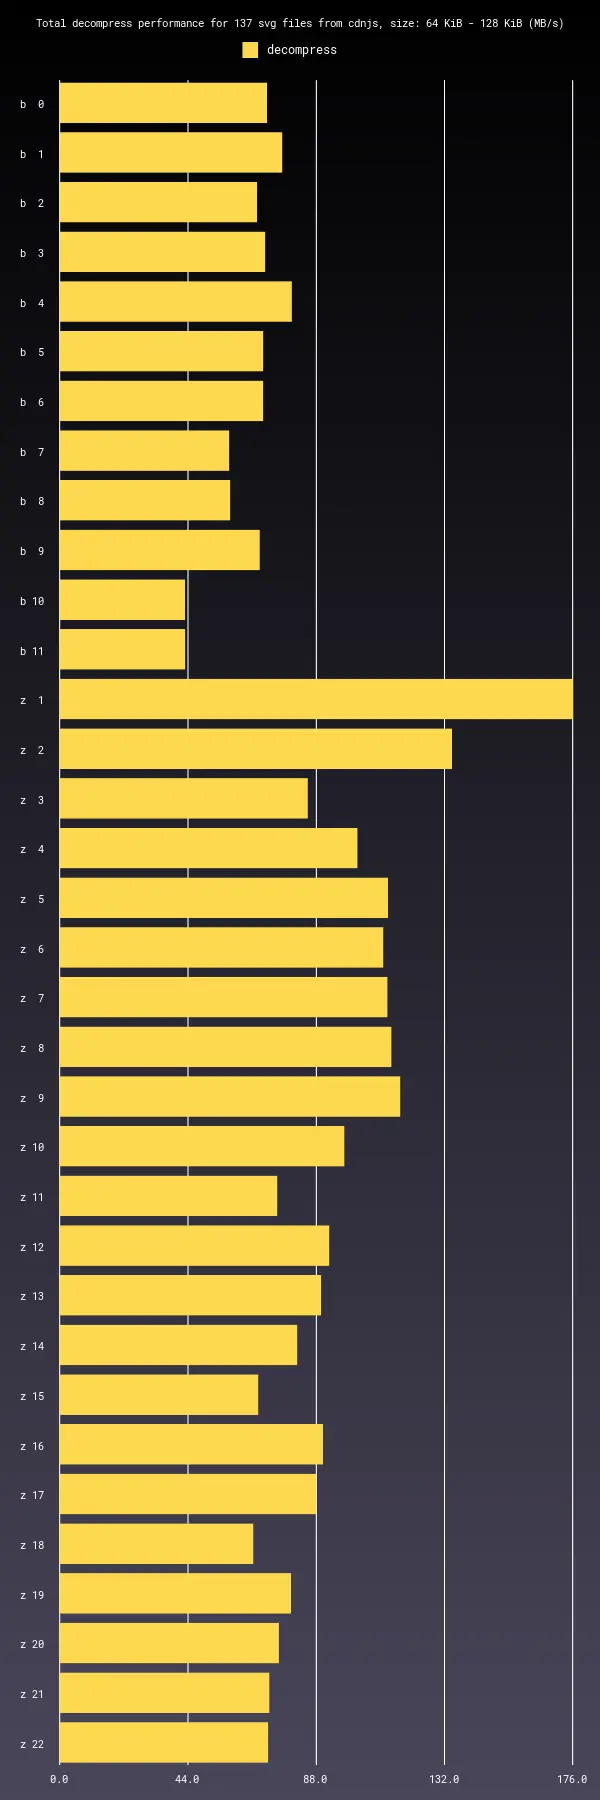 Total decompress performance for 137 svg files from cdnjs, size: 64 KiB - 128 KiB (MB/s)
decompress
b 0
b 1
b 2
b 3
b 4
b 5
b 6
b 7
b 8
b 9
b 10
b 11
z 1
z 2
z 3
z 4
z 5
z 6
z 7
z 8
z 9
z 10
z 11
z 12
z 13
z 14
z 15
z 16
z 17
z 18
z 19
z 20
z 21
z 22
0.0 44.0 88.0 132.0 176.0